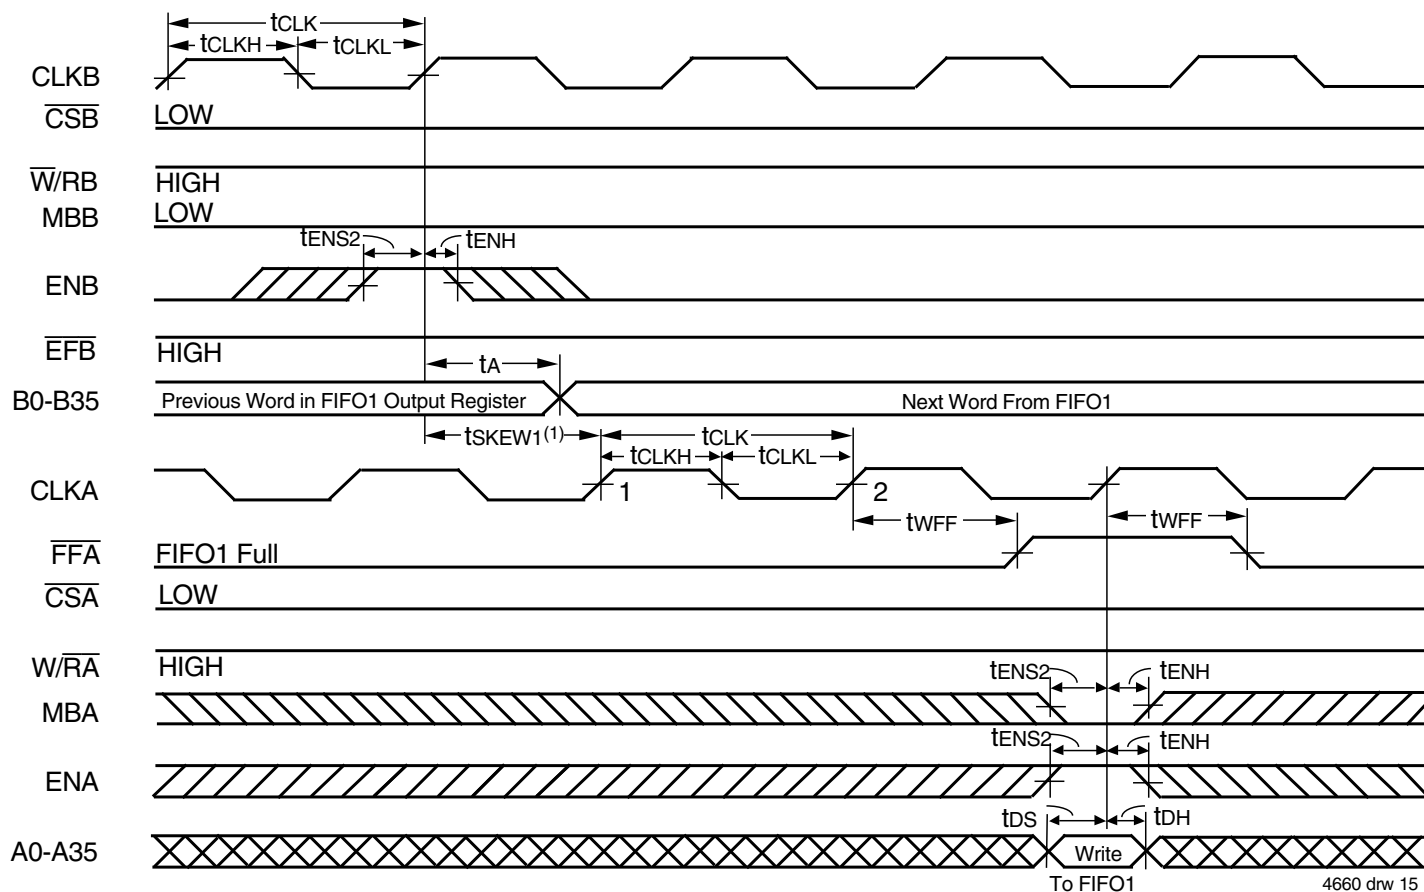 tCLK
tCLKH tCLKL
CLKB
CSB LOW
W/RB HIGH
MBB LOW
tENS2 tENH
ENB
EFB HIGH
tA
B0-B35 Previous Word in FIFO1 Output Register Next Word From FIFO1
tSKEW1(1) tCLK
tCLKH tCLKL
CLKA 1 2
tWFF tWFF
FFA FIFO1 Full
CSA LOW
W/RA HIGH
tENS2 tENH
MBA
tENS2 tENH
ENA
tDS tDH
A0-A35 Write
To FIFO1
4660 drw 15